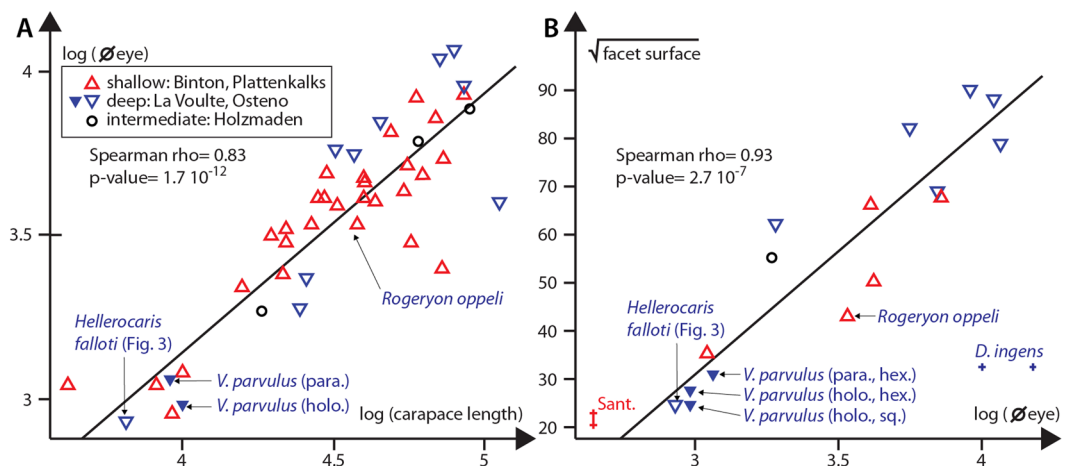 A
log (Øeye)
4
3.5
3
shallow: Binton, Plattenkalks
deep: La Voulte, Osteno
intermediate: Holzmaden
Spearman rho= 0.83
p-value= 1.7 10-12
Rogeryon oppeli
Hellerocaris
falloti (Fig. 3)
V. parvulus (para.)
V. parvulus (holo.)
log (carapace length)
4
4.5
5
B
√facet surface
90
80
70
60
50
40
30
20
Spearman rho= 0.93
p-value= 2.7 10-7
Hellerocaris
falloti (Fig. 3)
Rogeryon oppeli
D. ingens
V. parvulus (para., hex.)
V. parvulus (holo., hex.)
V. parvulus (holo., sq.)
Sant.
log (Øeye)
3
3.5
4